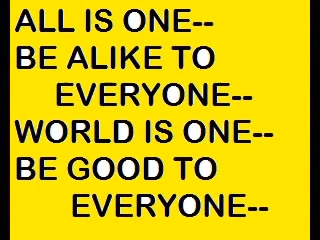 ALL IS ONE--
BE ALIKE TO
EVERYONE--
WORLD IS ONE--
BE GOOD TO
EVERYONE--